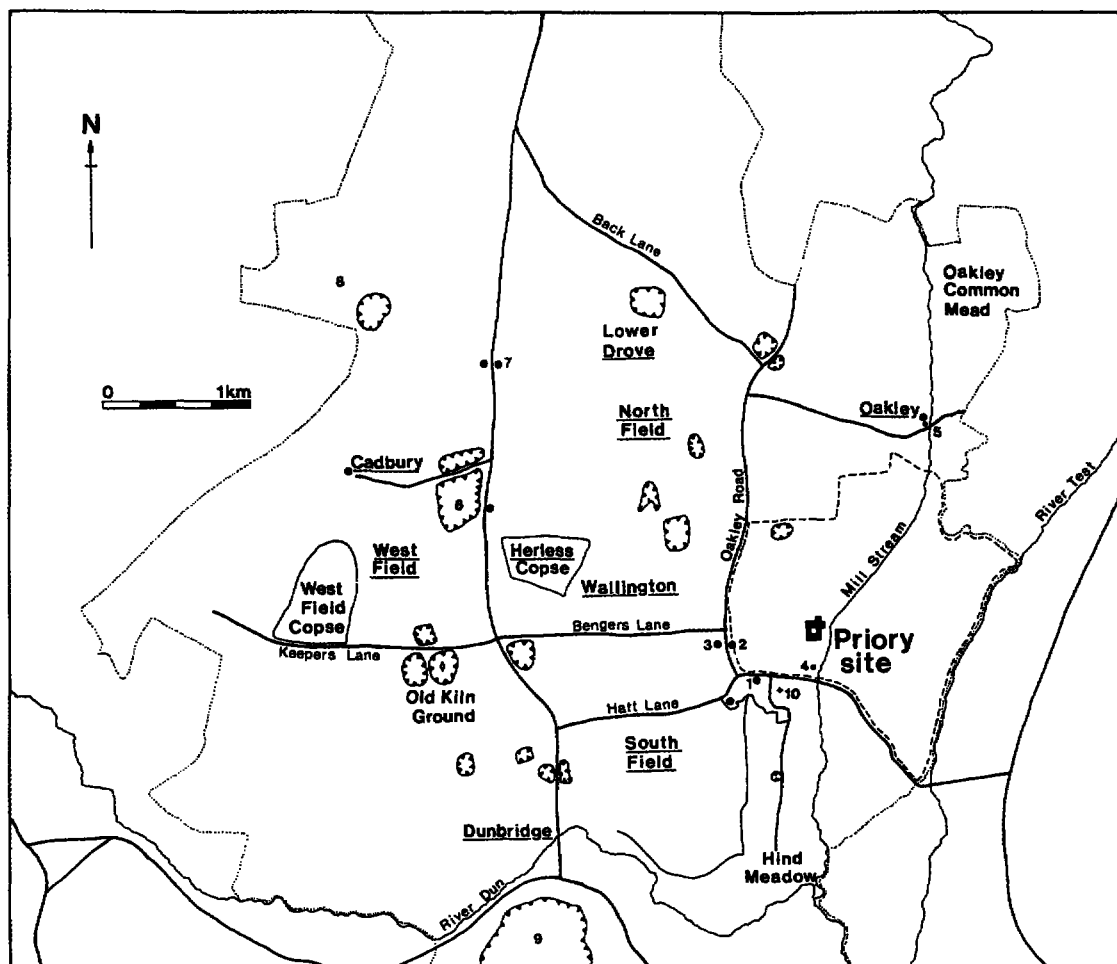 N
Back Lane
Oakley
Common
Mead
8
Lower
Drove
0 1km
7
North
Field
Oakley
5
Cadbury
6
Oakley Road
River Test
West
Field
Herless
Copse
Mill Stream
West
Field
Copse
Wallington
Bengers Lane
Keepers Lane
3 2
Priory
site
4
Old Kiln
Ground
1
10
Hatt Lane
South
Field
Dunbridge
Hind
Meadow
River Dun
9